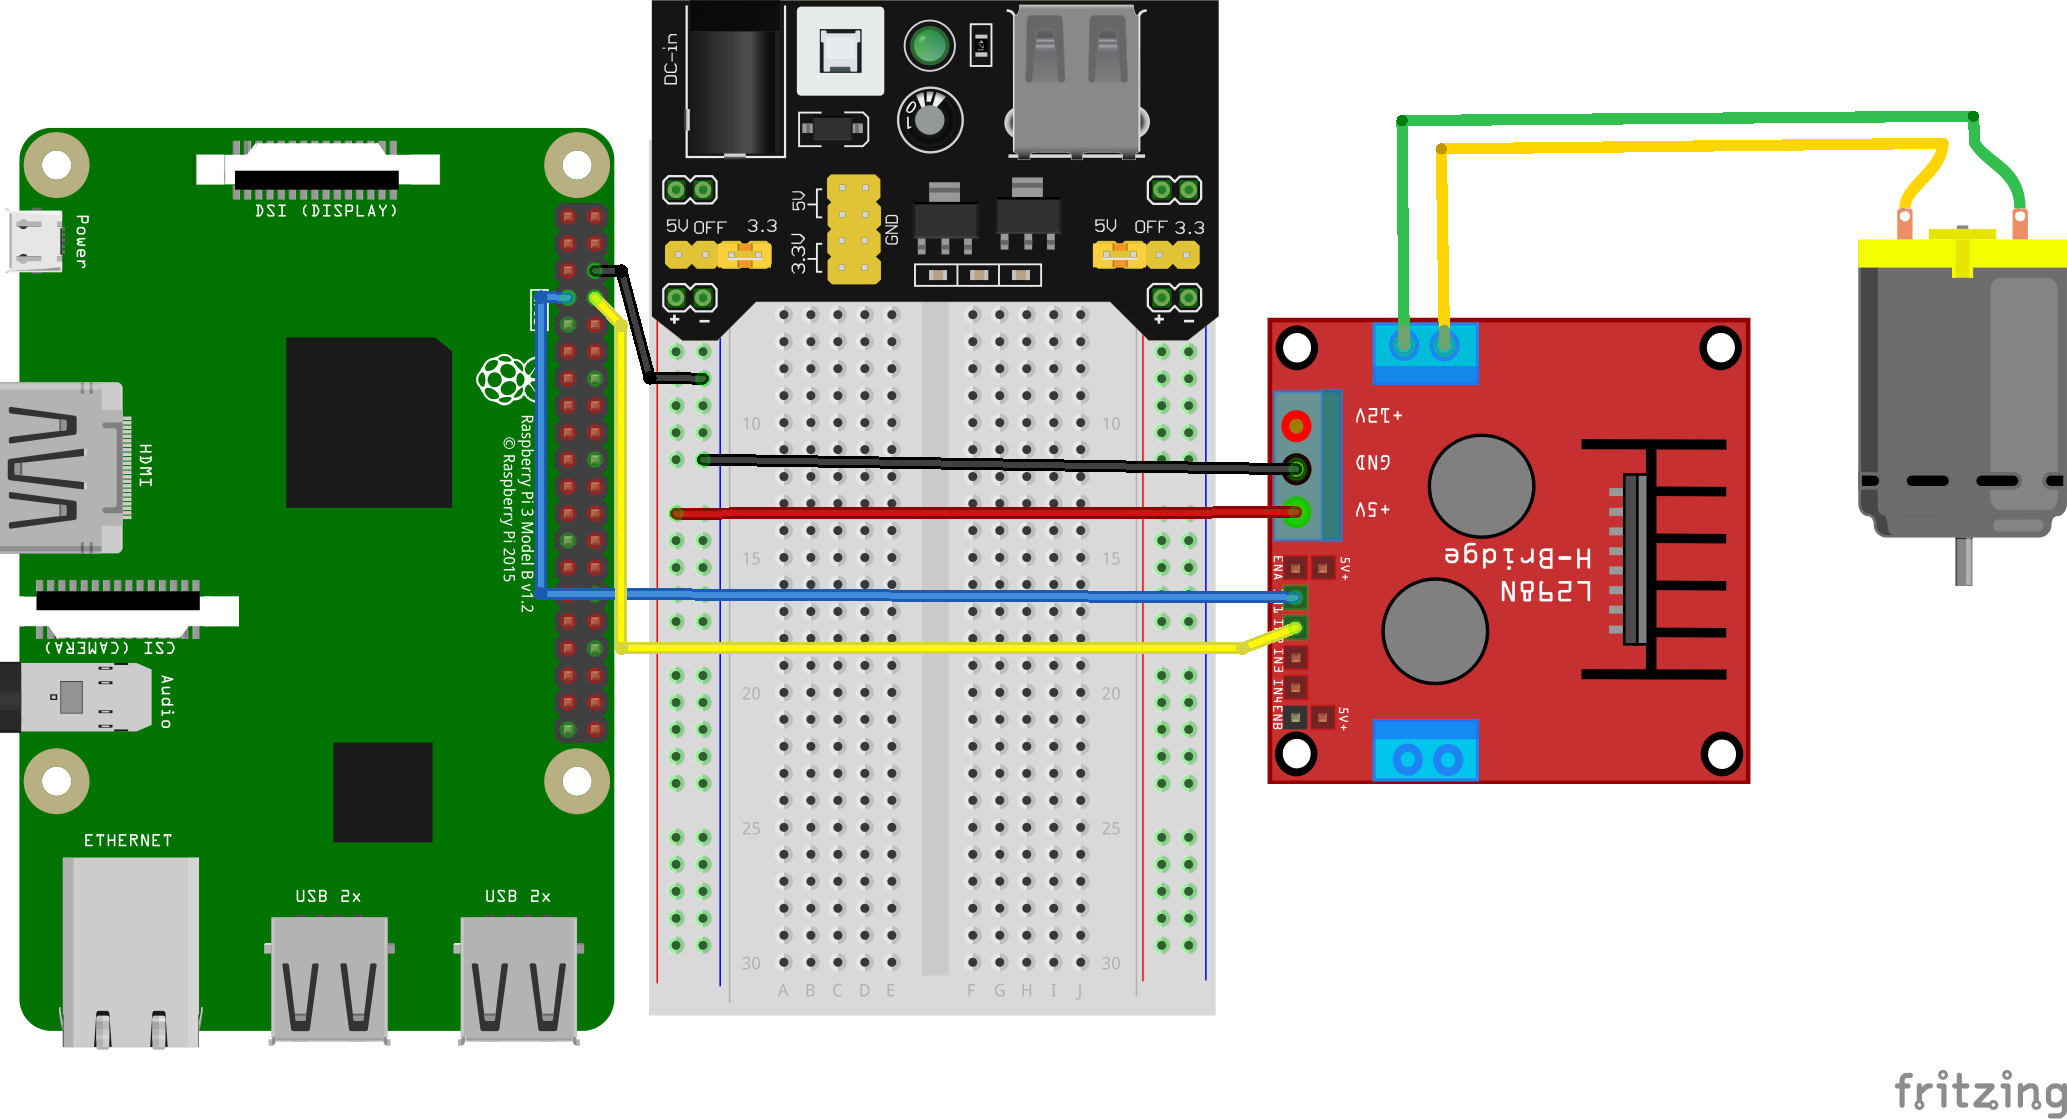 DC-in
01
5V
3.3V
GND
5V OFF 3.3
5V OFF 3.3
+ -
+ -
DSI (DISPLAY)
Power
HDMI
Raspberry Pi 3 Model B v1.2
© Raspberry Pi 2015
CSI (CAMERA)
Audio
ETHERNET
USB 2x
USB 2x
10 10
15 15
20 20
25 25
30 30
A B C D E F G H I J
+12V
GND
+5V
H-Bridge
L298N
ENA
5V+
IN3
IN4
ENB
5V+
fritzing